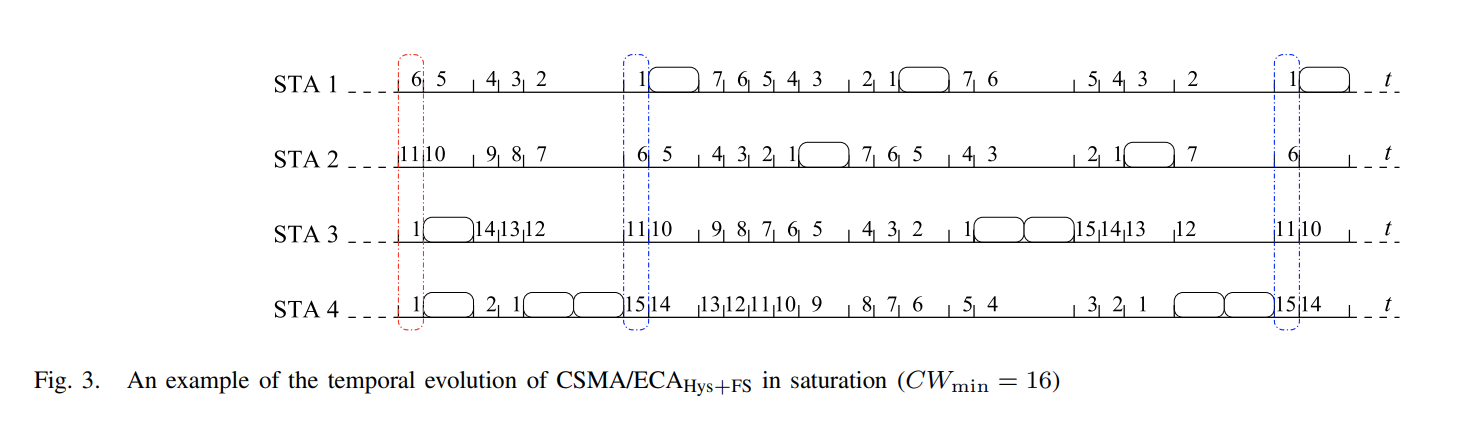 STA 1 6 5 4 3 2 1 7 6 5 4 3 2 1 7 6 5 4 3 2 1 t
STA 2 11 10 9 8 7 6 5 4 3 2 1 7 6 5 4 3 2 1 7 6 t
STA 3 1 14 13 12 11 10 9 8 7 6 5 4 3 2 1 15 14 13 12 11 10 t
STA 4 1 2 1 15 14 13 12 11 10 9 8 7 6 5 4 3 2 1 15 14 t
Fig. 3. An example of the temporal evolution of CSMA/ECA_Hys+FS in saturation (CW_min = 16)